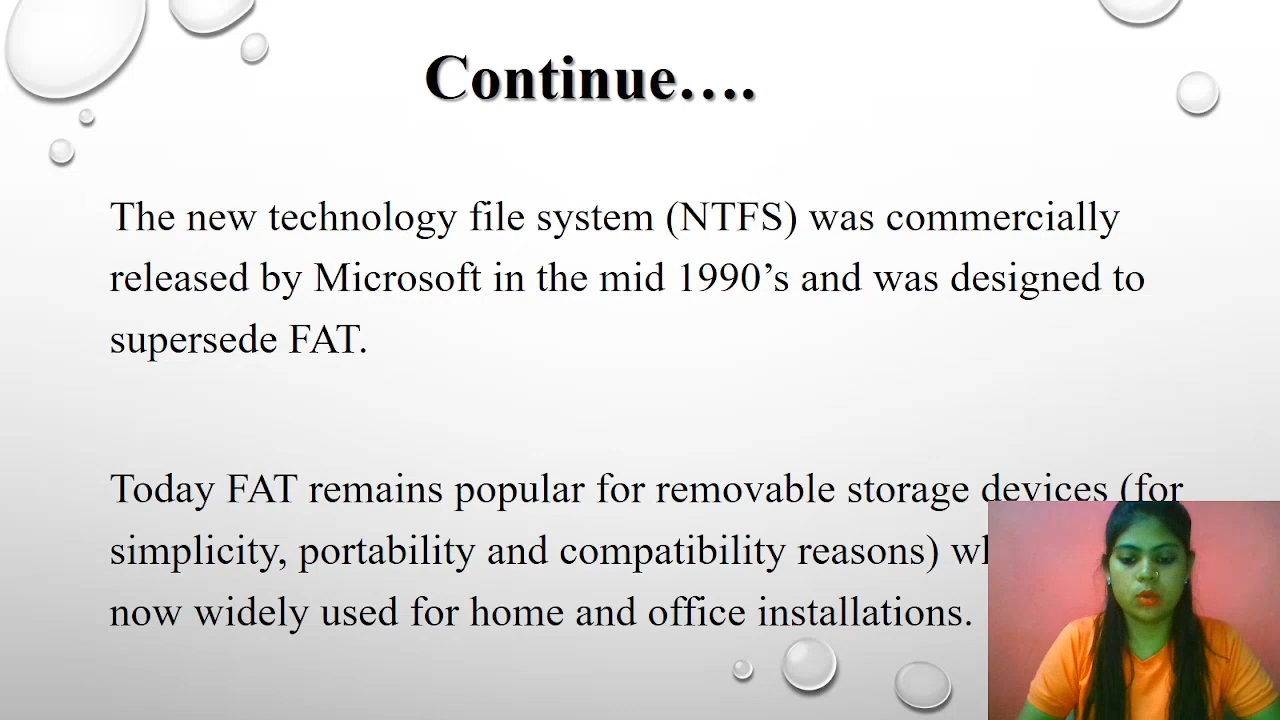 Continue….
The new technology file system (NTFS) was commercially
released by Microsoft in the mid 1990’s and was designed to
supersede FAT.
Today FAT remains popular for removable storage devices (for
simplicity, portability and compatibility reasons)
now widely used for home and office installations.